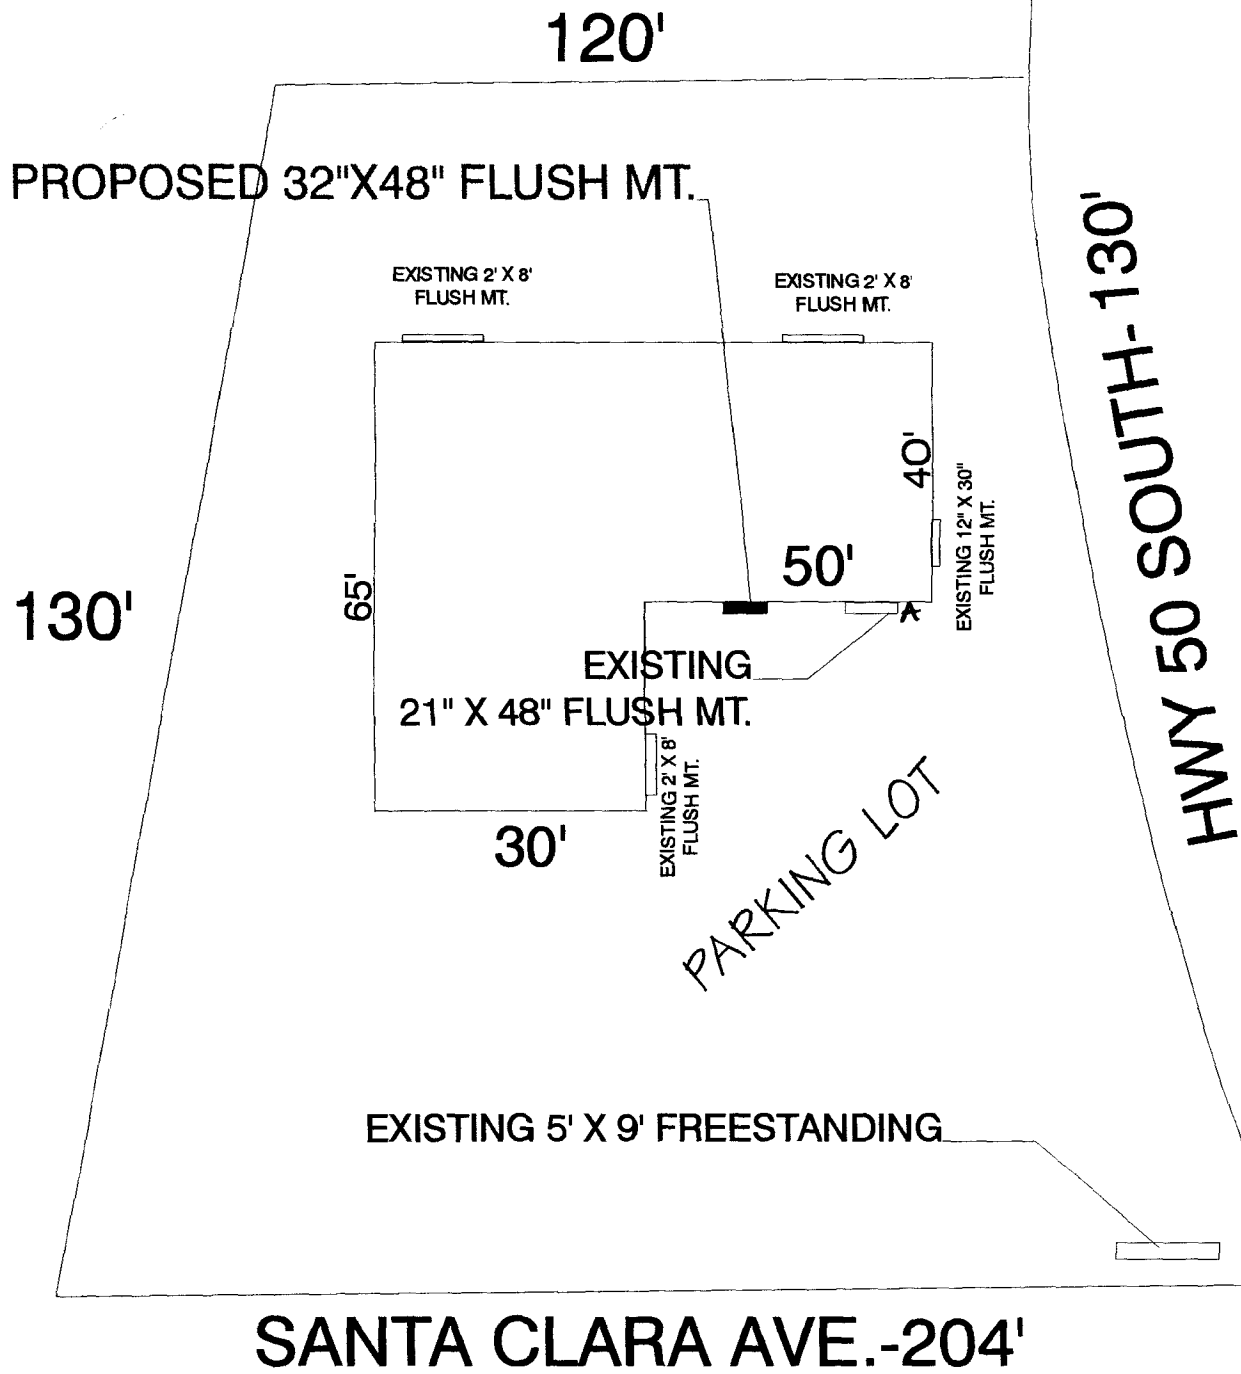 120'
PROPOSED 32"X48" FLUSH MT.
EXISTING 2' X 8'
FLUSH MT.
EXISTING 2' X 8'
FLUSH MT.
HWY 50 SOUTH-130'
40'
EXISTING 12" X 30"
FLUSH MT.
50'
65'
130'
A
EXISTING
21" X 48" FLUSH MT.
EXISTING 2' X 8'
FLUSH MT.
30'
PARKING LOT
EXISTING 5' X 9' FREESTANDING
SANTA CLARA AVE.-204'